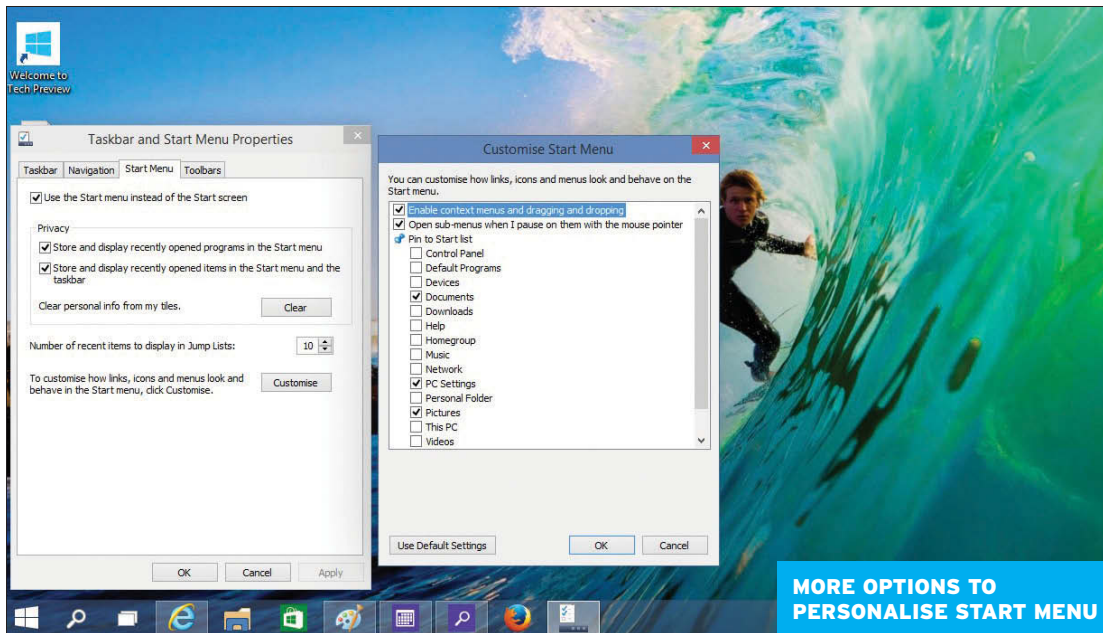 Welcome to
Tech Preview
Taskbar and Start Menu Properties
Taskbar
Navigation
Start Menu
Toolbars
Use the Start menu instead of the Start screen
Privacy
Store and display recently opened programs in the Start menu
Store and display recently opened items in the Start menu and the
taskbar
Clear personal info from my tiles.
Clear
Number of recent items to display in Jump Lists:
10
To customise how links, icons and menus look and
behave in the Start menu, click Customise.
Customise
OK
Cancel
Apply
Customise Start Menu
You can customise how links, icons and menus look and behave on the
Start menu.
Enable context menus and dragging and dropping
Open sub-menus when I pause on them with the mouse pointer
Pin to Start list
Control Panel
Default Programs
Devices
Documents
Downloads
Help
Homegroup
Music
Network
PC Settings
Personal Folder
Pictures
This PC
Videos
Use Default Settings
OK
Cancel
MORE OPTIONS TO
PERSONALISE START MENU